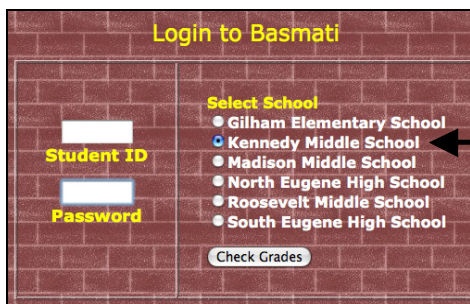 Login to Basmati
Student ID
Password
Select School
Gilham Elementary School
Kennedy Middle School
Madison Middle School
North Eugene High School
Roosevelt Middle School
South Eugene High School
Check Grades